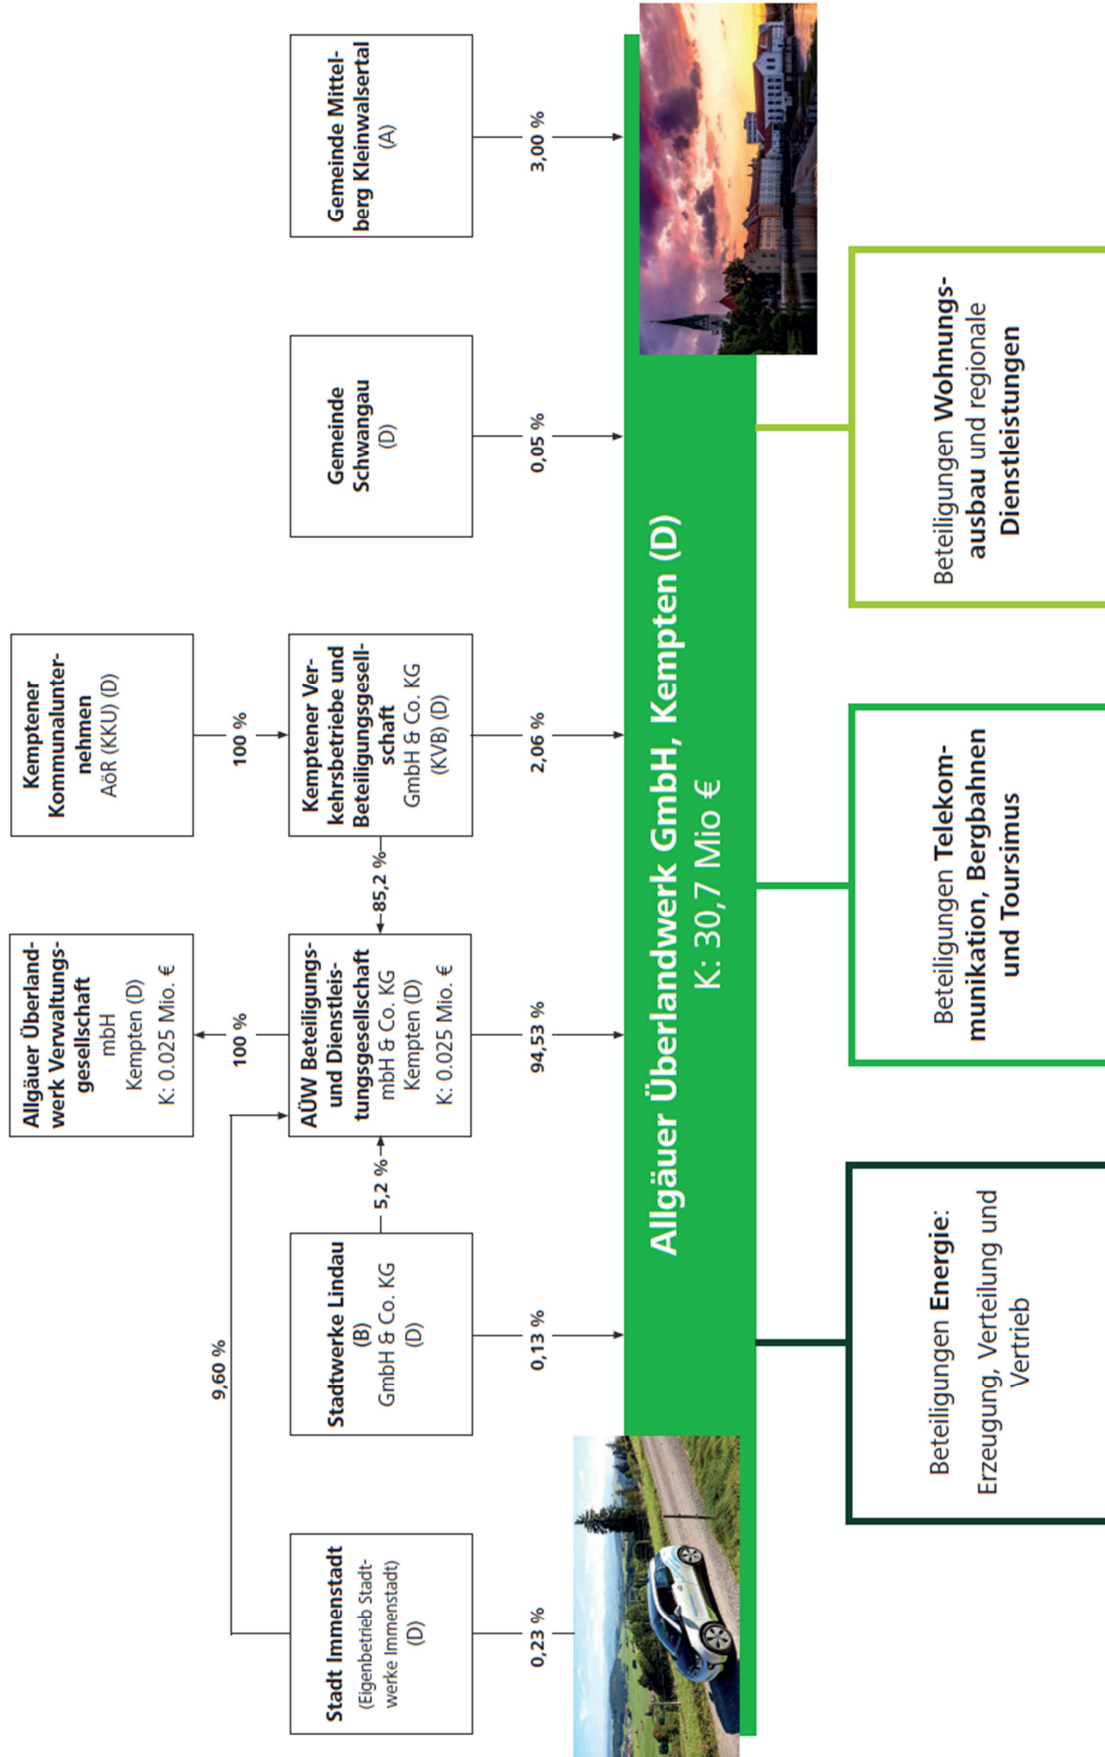 Allgäuer Überland-
werk Verwaltungs-
gesellschaft
mbH
Kempten (D)
K: 0.025 Mio. €
Kemptener
Kommunalunter-
nehmen
AöR (KKU) (D)
9,60 %
100 %
100 %
Stadt Immenstadt
(Eigenbetrieb Stadt-
werke Immenstadt)
(D)
Stadtwerke Lindau
(B)
GmbH & Co. KG
(D)
5,2 %
AÜW Beteiligungs-
und Dienstleis-
tungsgesellschaft
mbH & Co. KG
Kempten (D)
K: 0.025 Mio. €
85,2 %
Kemptener Ver-
kehrsbetriebe und
Beteiligungsgesell-
schaft
GmbH & Co. KG
(KVB) (D)
Gemeinde
Schwangau
(D)
Gemeinde Mittel-
berg Kleinwalsertal
(A)
0,23 %
0,13 %
94,53 %
2,06 %
0,05 %
3,00 %
Allgäuer Überlandwerk GmbH, Kempten (D)
K: 30,7 Mio €
Beteiligungen Energie:
Erzeugung, Verteilung und
Vertrieb
Beteiligungen Telekom-
munikation, Bergbahnen
und Toursimus
Beteiligungen Wohnungs-
ausbau und regionale
Dienstleistungen